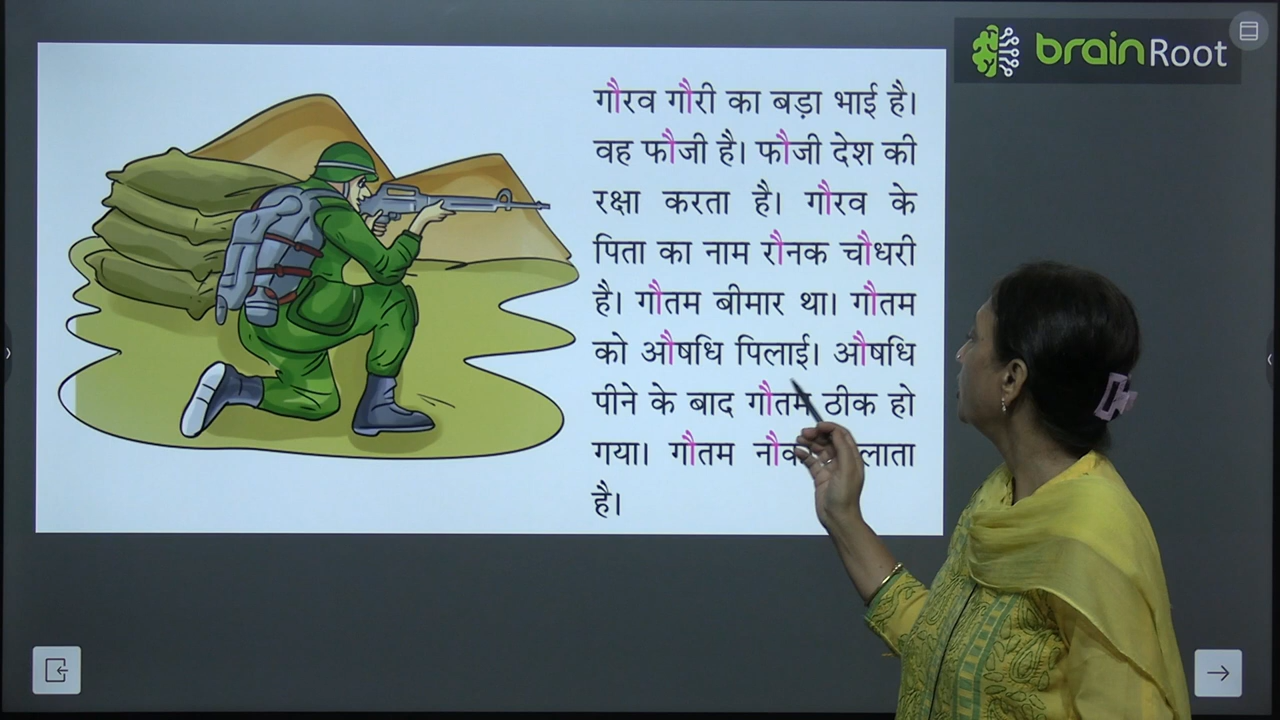 brainRoot
गौरव गौरी का बड़ा भाई है।
वह फौजी है। फौजी देश की
रक्षा करता है। गौरव के
पिता का नाम रौनक चौधरी
है। गौतम बीमार था। गौतम
को औषधि पिलाई। औषधि
पीने के बाद गौतम ठीक हो
गया। गौतम
है।